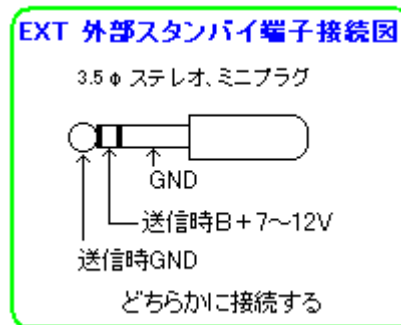 EXT 外部スタンバイ端子接続図
3.5φ ステレオ、ミニプラグ
GND
送信時B+7～12V
送信時GND
どちらかに接続する